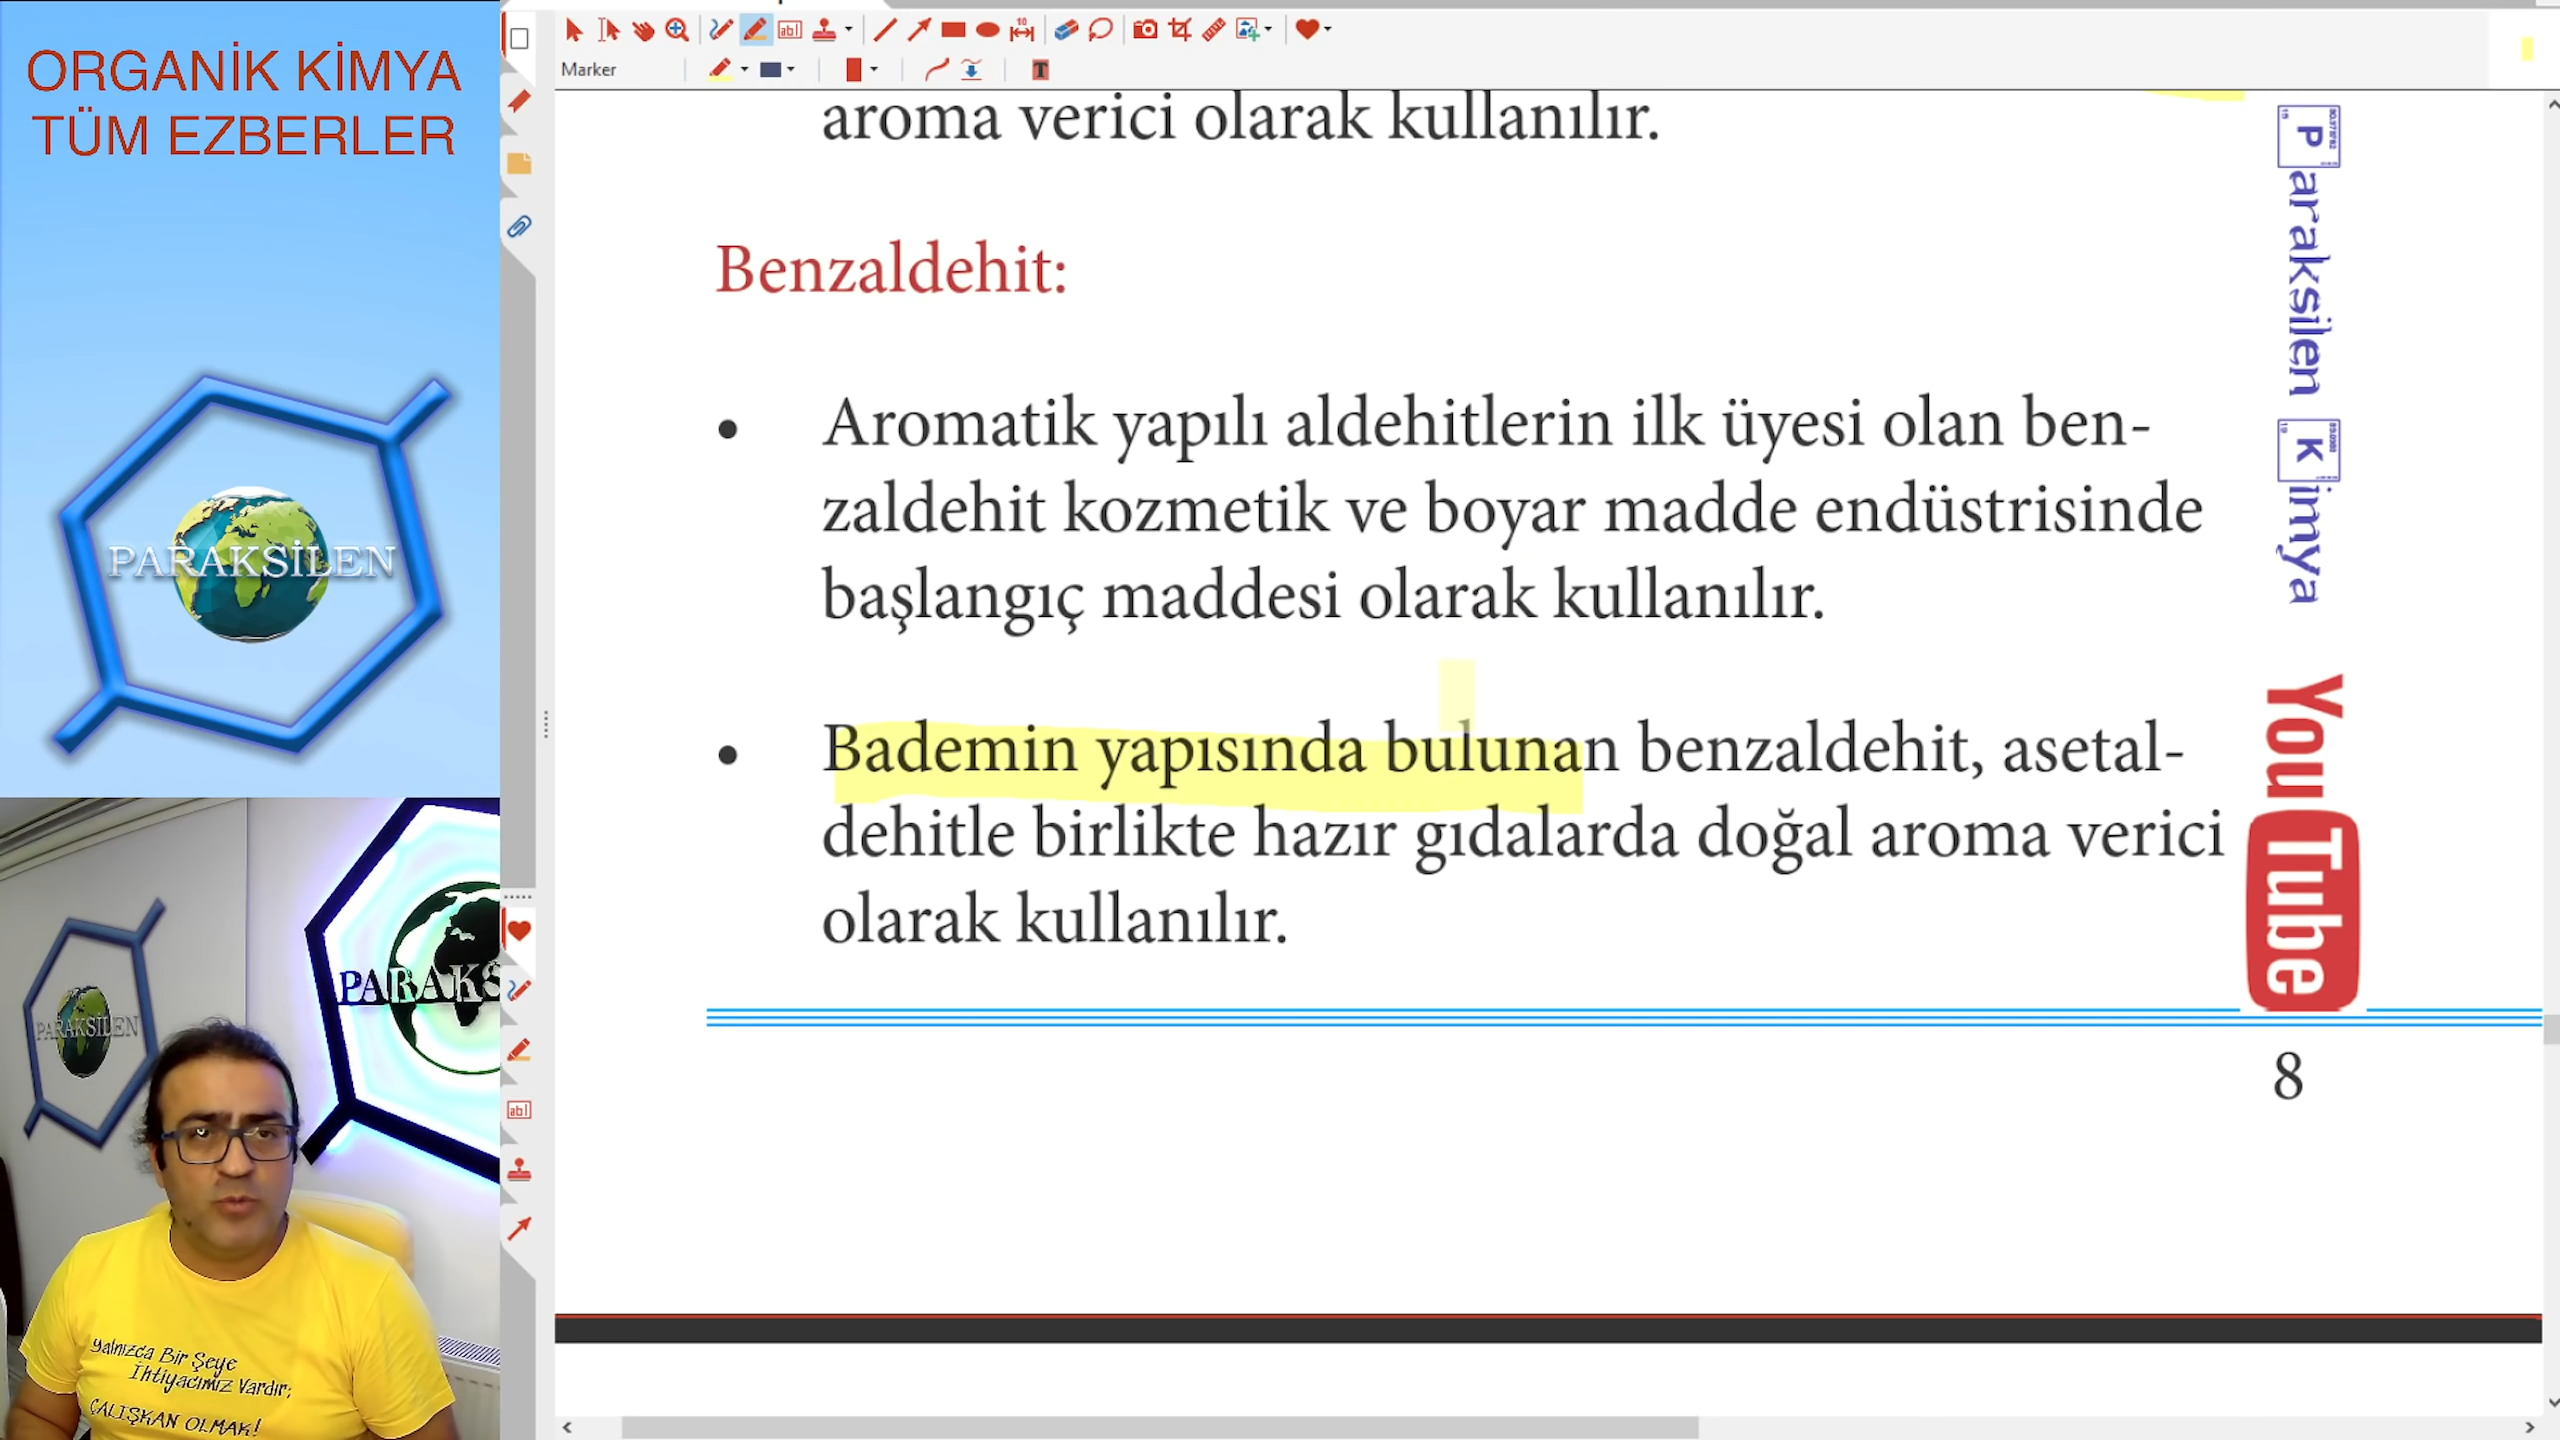 ORGANİK KİMYA
TÜM EZBERLER
PARAKSİLEN
PARAKSİLEN
PARAKS
Yalnızca Bir Şeye
İhtiyacımız Vardır;
ÇALIŞKAN OLMAK!
Marker
aroma verici olarak kullanılır.
Benzaldehit:
• Aromatik yapılı aldehitlerin ilk üyesi olan ben-
zaldehit kozmetik ve boyar madde endüstrisinde
başlangıç maddesi olarak kullanılır.
• Bademin yapısında bulunan benzaldehit, asetal-
dehitle birlikte hazır gıdalarda doğal aroma verici
olarak kullanılır.
Paraksilen Kimya
YouTube
8